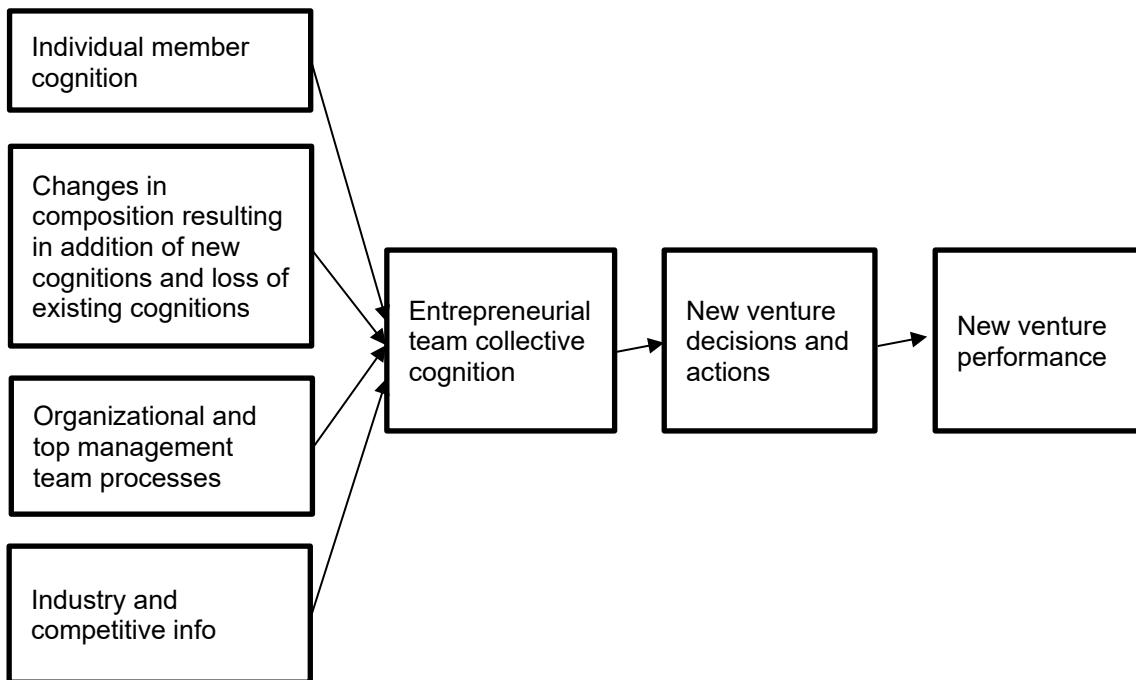 Individual member
cognition
Changes in
composition resulting
in addition of new
cognitions and loss of
existing cognitions
Organizational and
top management
team processes
Industry and
competitive info
Entrepreneurial
team collective
cognition
New venture
decisions and
actions
New venture
performance